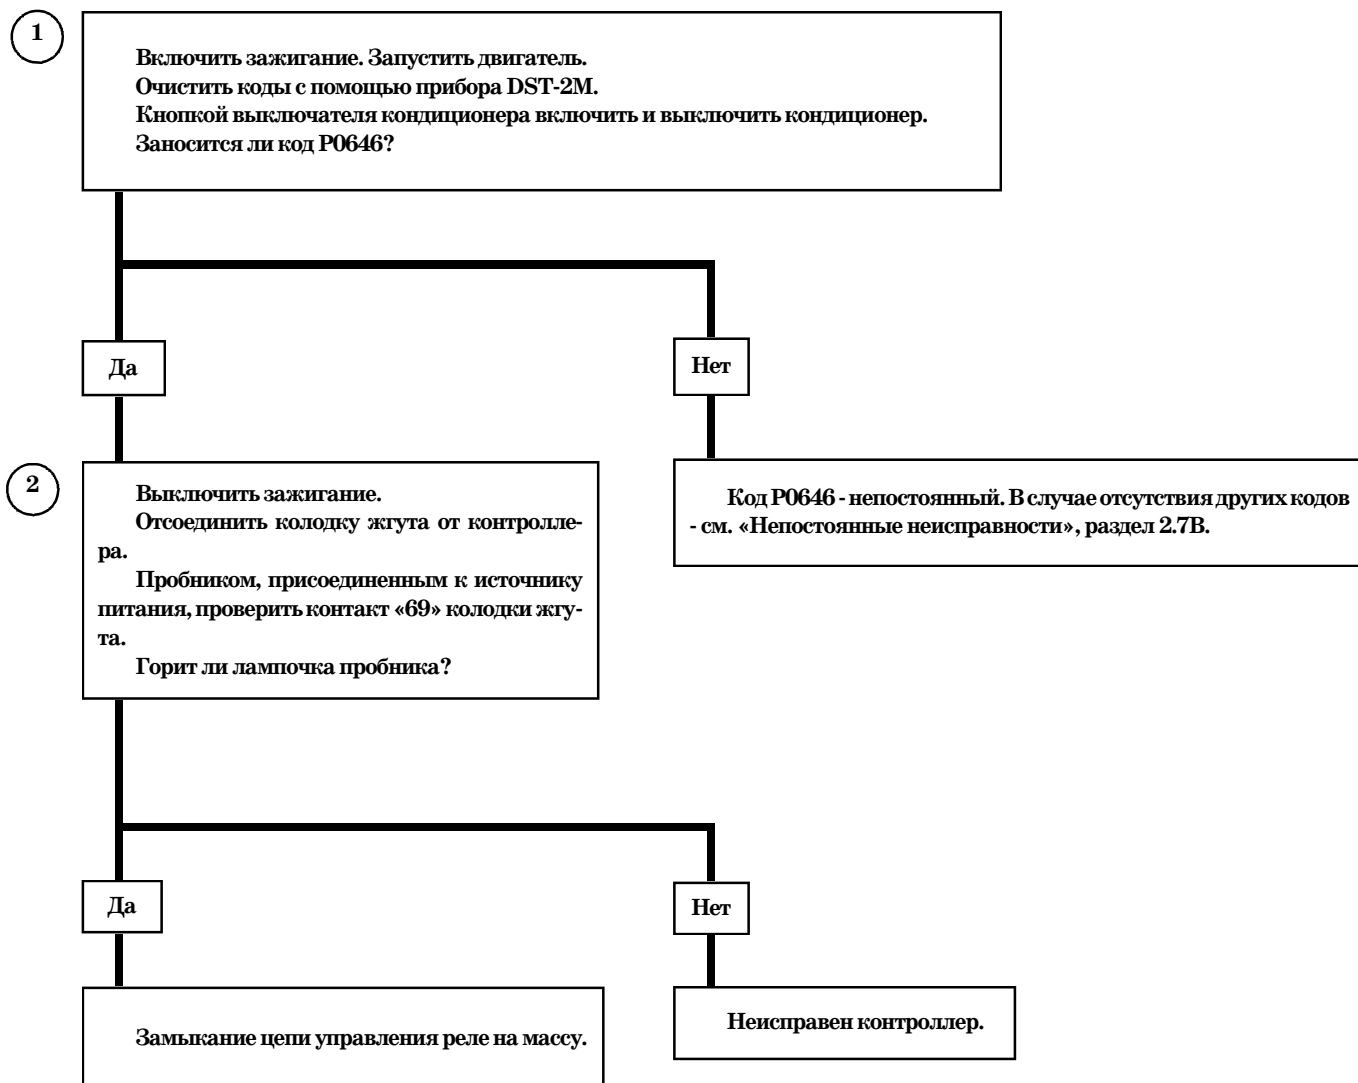 1
Включить зажигание. Запустить двигатель.
Очистить коды с помощью прибора DST-2M.
Кнопкой выключателя кондиционера включить и выключить кондиционер.
Заносится ли код P0646?
Да
Нет
2
Выключить зажигание.
Отсоединить колодку жгута от контролле-
ра.
Пробником, присоединенным к источнику
питания, проверить контакт «69» колодки жгу-
та.
Горит ли лампочка пробника?
Код P0646 - непостоянный. В случае отсутствия других кодов
- см. «Непостоянные неисправности», раздел 2.7В.
Да
Нет
Замыкание цепи управления реле на массу.
Неисправен контроллер.